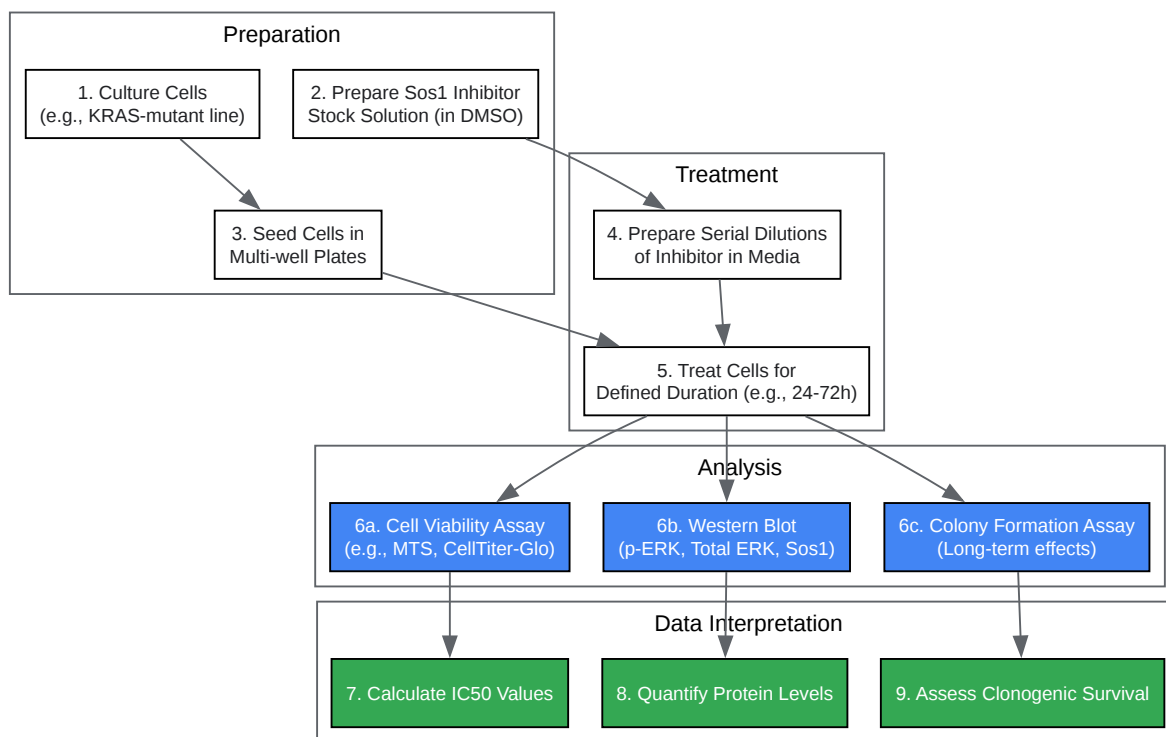 Preparation
1. Culture Cells
(e.g., KRAS-mutant line)
2. Prepare Sos1 Inhibitor
Stock Solution (in DMSO)
3. Seed Cells in
Multi-well Plates
Treatment
4. Prepare Serial Dilutions
of Inhibitor in Media
5. Treat Cells for
Defined Duration (e.g., 24-72h)
Analysis
6a. Cell Viability Assay
(e.g., MTS, CellTiter-Glo)
6b. Western Blot
(p-ERK, Total ERK, Sos1)
6c. Colony Formation Assay
(Long-term effects)
Data Interpretation
7. Calculate IC50 Values
8. Quantify Protein Levels
9. Assess Clonogenic Survival